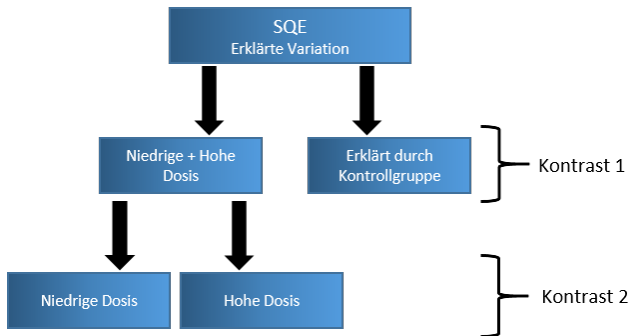 SQE
Erklärte Variation
Niedrige + Hohe
Dosis
Erklärt durch
Kontrollgruppe
Kontrast 1
Niedrige Dosis
Hohe Dosis
Kontrast 2